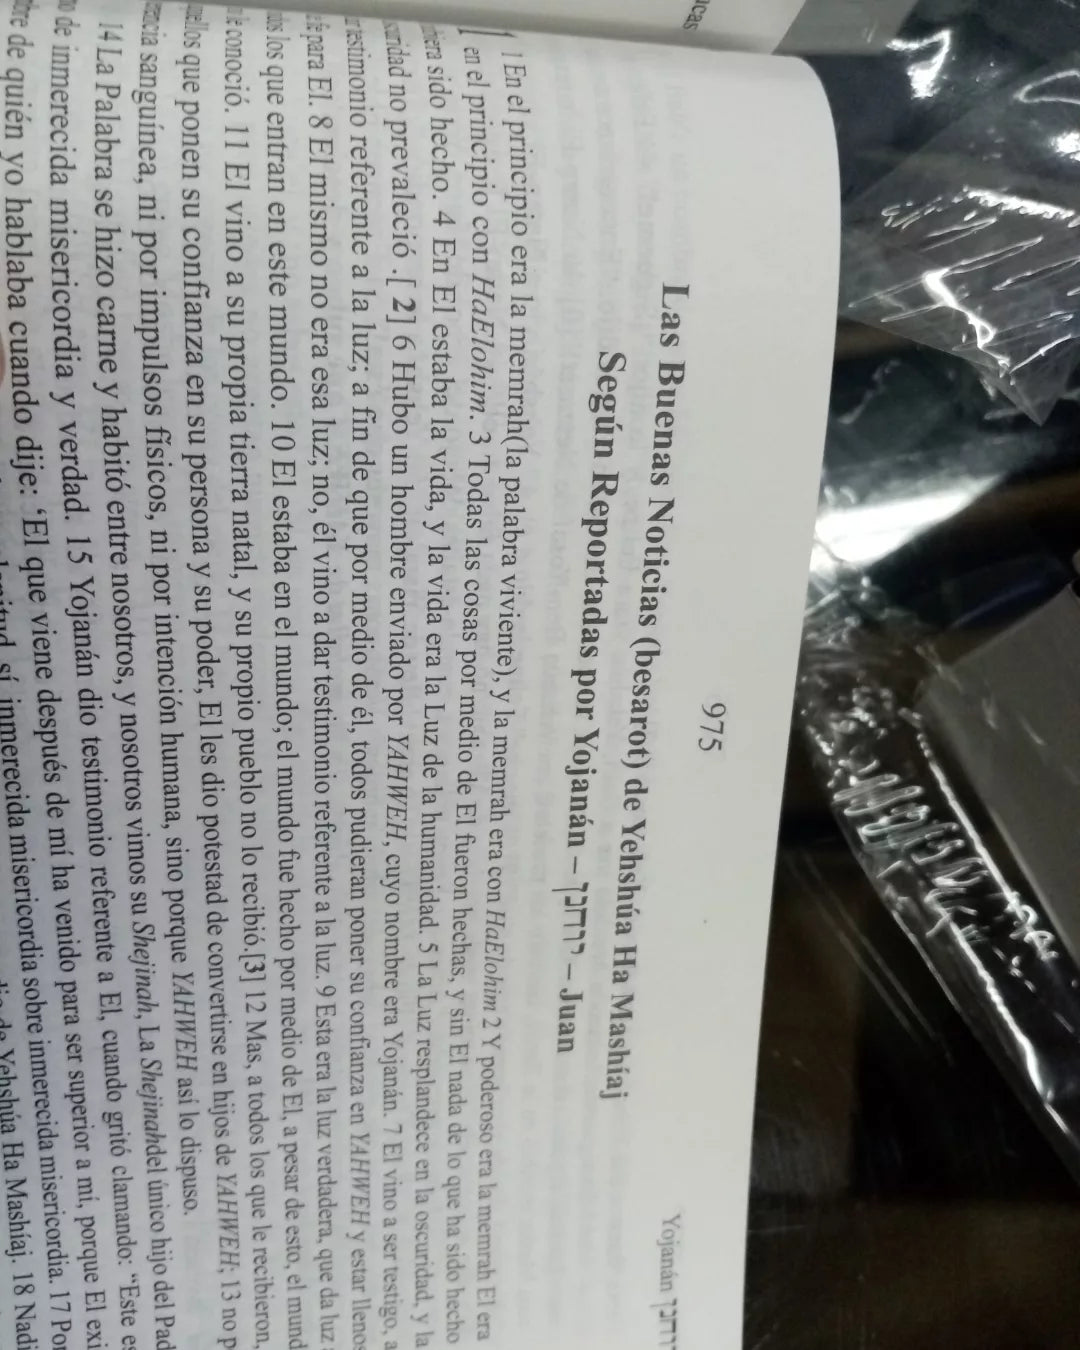 975
Yojanán יוחנן
Las Buenas Noticias (besarot) de Yehshúa Ha Mashíaj
Según Reportadas por Yojanán – יוחנן – Juan
1 En el principio era la memrah(la palabra viviente), y la memrah era con HaElohim 2 Y poderoso era la memrah El era
en el principio con HaElohim. 3 Todas las cosas por medio de El fueron hechas, y sin El nada de lo que ha sido hecho
sido hecho. 4 En El estaba la vida, y la vida era la Luz de la humanidad. 5 La Luz resplandece en la oscuridad, y la
no prevaleció .[ 2] 6 Hubo un hombre enviado por YAHWEH, cuyo nombre era Yojanán. 7 El vino a ser testigo, a
testimonio referente a la luz; a fin de que por medio de él, todos pudieran poner su confianza en YAHWEH y estar llenos
fe para El. 8 El mismo no era esa luz; no, él vino a dar testimonio referente a la luz. 9 Esta era la luz verdadera, que da luz
los que entran en este mundo. 10 El estaba en el mundo; el mundo fue hecho por medio de El, a pesar de esto, el mund
le conoció. 11 El vino a su propia tierra natal, y su propio pueblo no lo recibió.[3] 12 Mas, a todos los que le recibieron,
que ponen su confianza en su persona y su poder, El les dio potestad de convertirse en hijos de YAHWEH; 13 no p
sanguínea, ni por impulsos físicos, ni por intención humana, sino porque YAHWEH así lo dispuso.
14 La Palabra se hizo carne y habitó entre nosotros, y nosotros vimos su Shejinah, La Shejinahdel único hijo del Pad
de inmerecida misericordia y verdad. 15 Yojanán dio testimonio referente a El, cuando gritó clamando: “Este es
de quién yo hablaba cuando dije: ‘El que viene después de mí ha venido para ser superior a mí, porque El exi
sí inmerecida misericordia sobre inmerecida misericordia. 17 Por
Yehshúa Ha Mashíaj. 18 Nadi